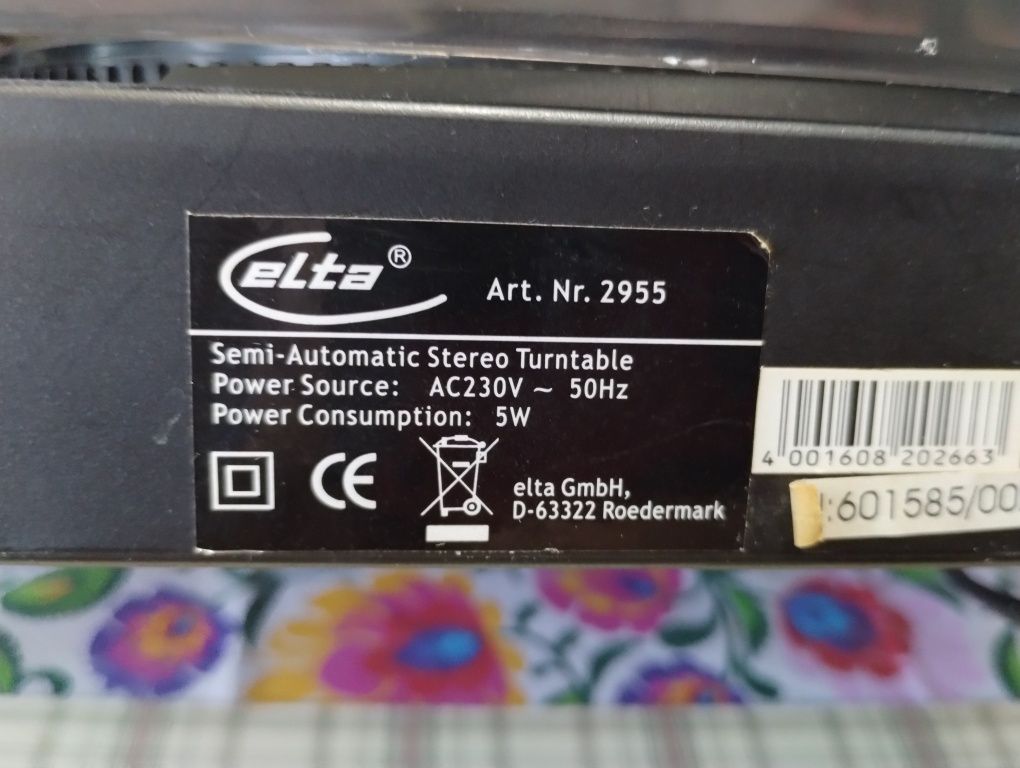 elta®
Art. Nr. 2955
Semi-Automatic Stereo Turntable
Power Source: AC230V ~ 50Hz
Power Consumption: 5W
CE
elta GmbH,
D-63322 Roedermark
4 001608 202663
:601585/00